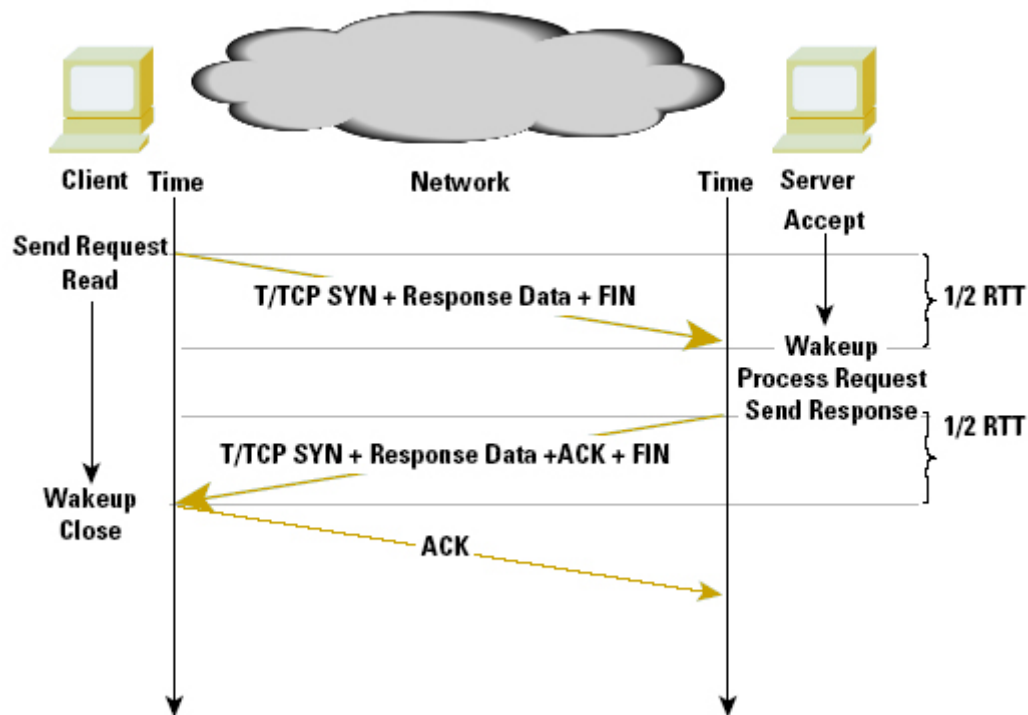 Client Time Network Time Server
Accept
Send Request
Read
T/TCP SYN + Response Data + FIN
1/2 RTT
Wakeup
Process Request
Send Response
1/2 RTT
T/TCP SYN + Response Data +ACK + FIN
Wakeup
Close
ACK